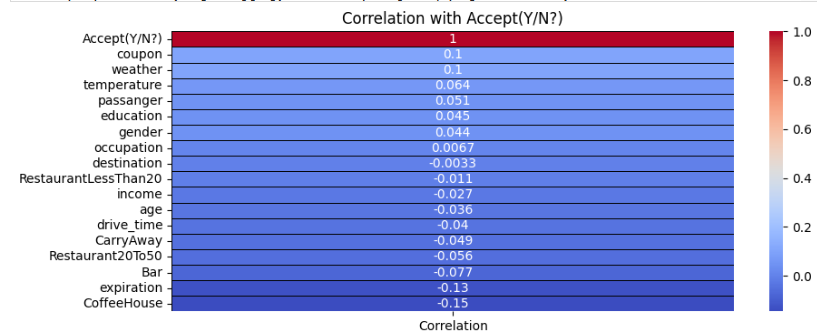 Correlation with Accept(Y/N?)
Accept(Y/N?) 1
coupon 0.1
weather 0.1
temperature 0.064
passanger 0.051
education 0.045
gender 0.044
occupation 0.0067
destination -0.0033
RestaurantLessThan20 -0.011
income -0.027
age -0.036
drive_time -0.04
CarryAway -0.049
Restaurant20To50 -0.056
Bar -0.077
expiration -0.13
CoffeeHouse -0.15
Correlation
1.0
0.8
0.6
0.4
0.2
0.0